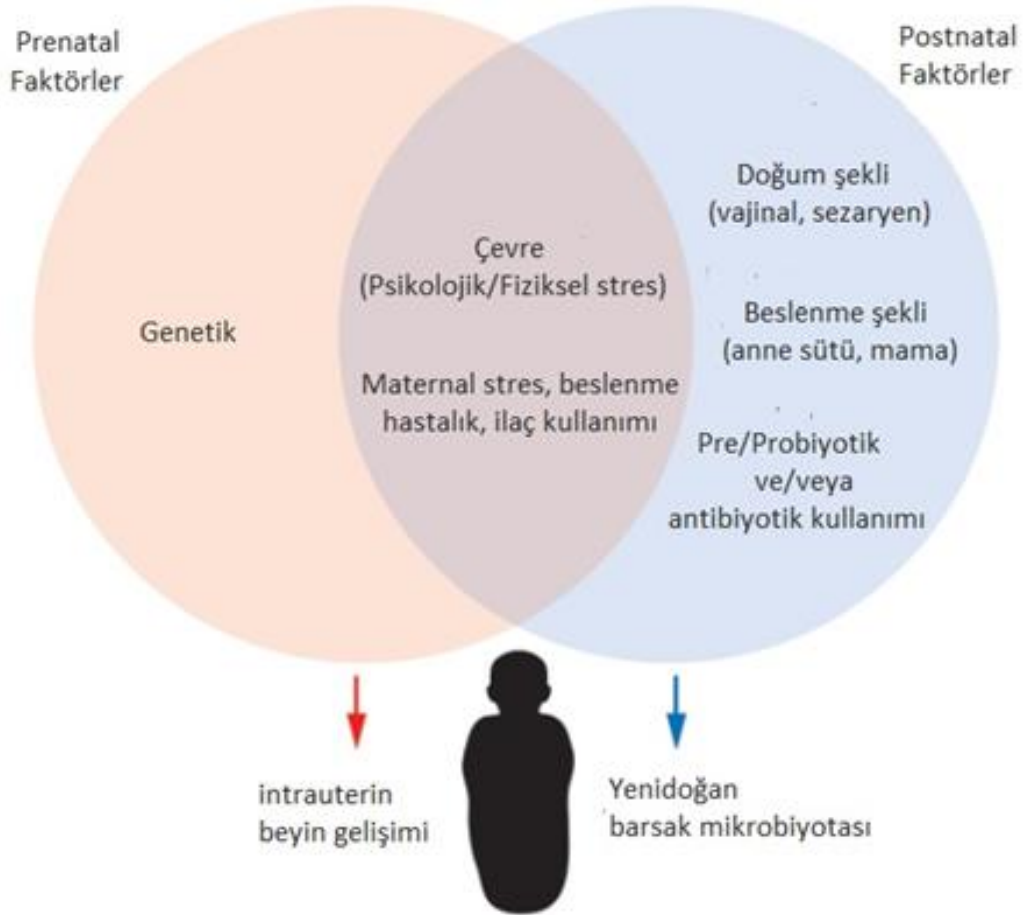 Prenatal
Faktörler
Postnatal
Faktörler
Genetik
Çevre
(Psikolojik/Fiziksel stres)
Maternal stres, beslenme
hastalık, ilaç kullanımı
Doğum şekli
(vajinal, sezaryen)
Beslenme şekli
(anne sütü, mama)
Pre/Probiyotik
ve/veya
antibiyotik kullanımı
intrauterin
beyin gelişimi
Yenidoğan
barsak mikrobiyotası